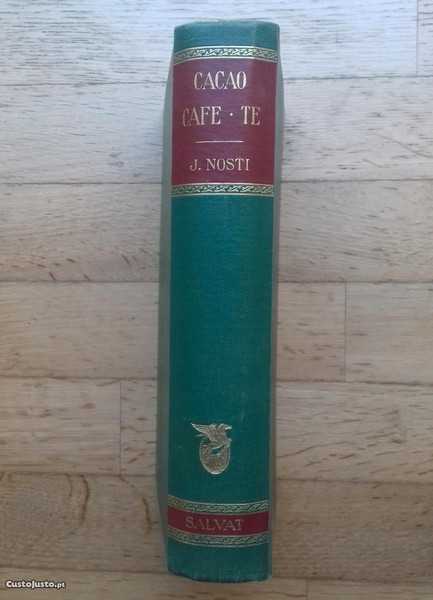 CACAO
CAFE · TE
J. NOSTI
SALVAT
CustoJusto.pt